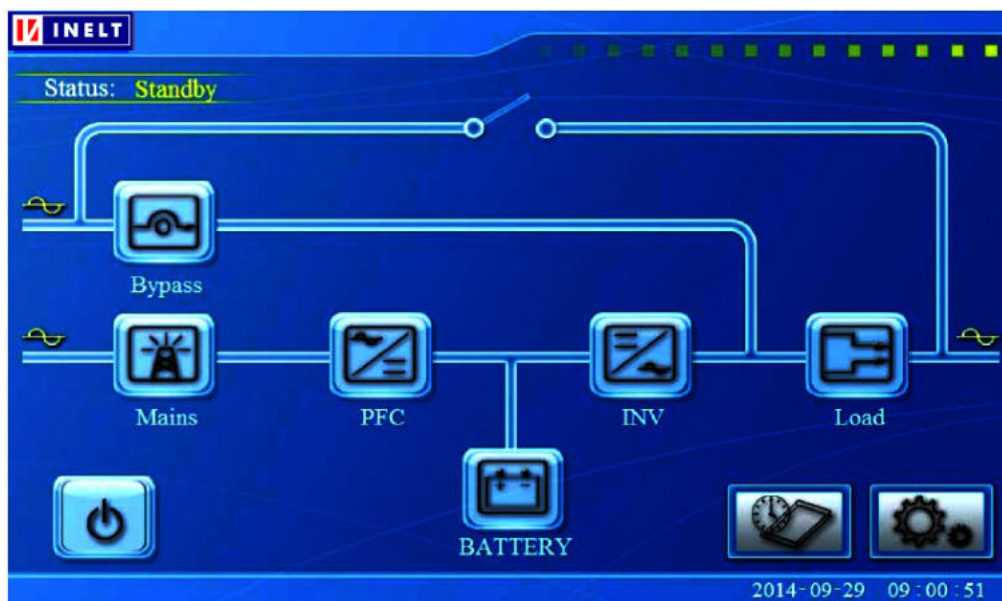 INELT
Status: Standby
Bypass
Mains
PFC
INV
Load
BATTERY
2014-09-29 09:00:51